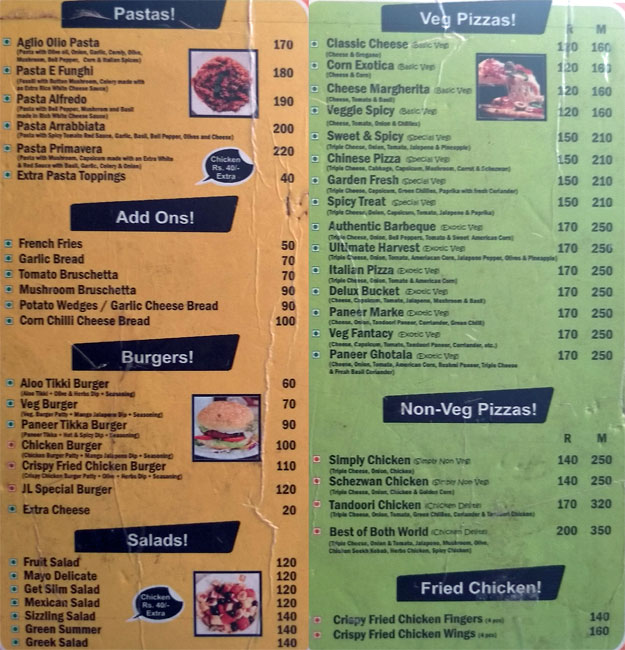 Pastas!
Aglio Olio Pasta 170
(Pasta with Olive oil, Onion, Garlic, Comly, Olive,
Mushroom, Bell Pepper, Corn & Italian Spices)
Pasta E Funghi 180
(Fussili with Button Mushroom, Celery made with
an Extra Rice White Cheese Sauce)
Pasta Alfredo 190
(Pasta with Bell Pepper, Mushroom and Basil
made in Rich White Cheese Sauce)
Pasta Arrabbiata 200
(Pasta with Spicy Tomato Red Sauce, Garlic, Basil, Bell Pepper, Olives and Cheese)
Pasta Primavera 220
(Pasta with Mushroom, Capsicum made with an Extra White
& Red Sauce with Basil, Garlic, Celery & Onion)
Chicken
Rs. 40/-
Extra
Extra Pasta Toppings 40
Add Ons!
French Fries 50
Garlic Bread 70
Tomato Bruschetta 70
Mushroom Bruschetta 90
Potato Wedges / Garlic Cheese Bread 90
Corn Chilli Cheese Bread 100
Burgers!
Aloo Tikki Burger 60
(Aloo Tikki + Olive & Herbs Dip + Seasoning)
Veg Burger 70
(Veg. Burger Patty + Mango Jalapeno Dip + Seasoning)
Paneer Tikka Burger 90
(Paneer Tikka + Hot & Spicy Dip + Seasoning)
Chicken Burger 100
(Chicken Burger Patty + Mango Jalapeno Dip + Seasoning)
Crispy Fried Chicken Burger 110
(Crispy Chicken Burger Patty + Olive + Herbs Dip + Seasoning)
JL Special Burger 120
Extra Cheese 20
Salads!
Fruit Salad 120
Mayo Delicate 120
Get Slim Salad 120
Mexican Salad 120
Sizzling Salad 140
Green Summer 140
Greek Salad 140
Chicken
Rs. 40/-
Extra
Veg Pizzas!
R M
Classic Cheese (Basic Veg) 120 160
(Cheese & Oregano)
Corn Exotica (Basic Veg) 120 160
(Cheese & Corn)
Cheese Margherita (Basic Veg) 120 160
(Cheese, Tomato & Basil)
Veggie Spicy (Basic Veg) 120 160
(Cheese, Tomato, Onion & Chillies)
Sweet & Spicy (Special Veg) 150 210
(Triple Cheese, Onion, Tomato, Jalapeno & Pineapple)
Chinese Pizza (Special Veg) 150 210
(Triple Cheese, Cabbage, Capsicum, Mushroom, Carrot & Schezwan)
Garden Fresh (Special Veg) 150 210
(Triple Cheese, Capsicum, Green Chillies, Paprika with fresh Coriander)
Spicy Treat (Special Veg) 150 210
(Triple Cheese, Onion, Capsicum, Tomato, Jalapeno & Paprika)
Authentic Barbeque (Exotic Veg) 170 250
(Triple Cheese, Onion, Bell Peppers, Tomato & Sweet American Corn)
Ultimate Harvest (Exotic Veg) 170 250
(Triple Cheese, Onion, Tomato, Americacan Corn, Jalapeno Pepper, Olives & Pineapple)
Italian Pizza (Exotic Veg) 170 250
(Triple Cheese, Onion, Tomato & American Corn)
Delux Bucket (Exotic Veg) 170 250
(Cheese, Capsicum, Tomato, Jalapeno, Mushroom & Basil)
Paneer Marke (Exotic Veg) 170 250
(Cheese, Onion, Tandoori Paneer, Corriander, Green Chilli)
Veg Fantacy (Exotic Veg) 170 250
(Cheese, Capsicum, Tomato, Tandoori Paneer, Corriander, etc.)
Paneer Ghotala (Exotic Veg) 170 250
(Cheese, Onion, Tomato, American Corn, Reshmi Paneer, Triple Cheese
& Fresh Basil Coriander)
Non-Veg Pizzas!
R M
Simply Chicken (Simply Non Veg) 140 250
(Triple Cheese, Onion, Chicken)
Schezwan Chicken (Simply Non Veg) 140 250
(Triple Cheese, Onion, Chicken & Golden Corn)
Tandoori Chicken (Chicken Delite) 170 320
(Triple Cheese, Onion, Tomato, Green Chillies, Coriander & Tandoori Chicken)
Best of Both World (Chicken Delite) 200 350
(Triple Cheese, Onion & Tomato, Jalapeno, Mushroom, Olive,
Chicken Seekh Kebab, Herbs Chicken, Spicy Chicken)
Fried Chicken!
Crispy Fried Chicken Fingers (4 pcs) 140
Crispy Fried Chicken Wings (4 pcs) 160